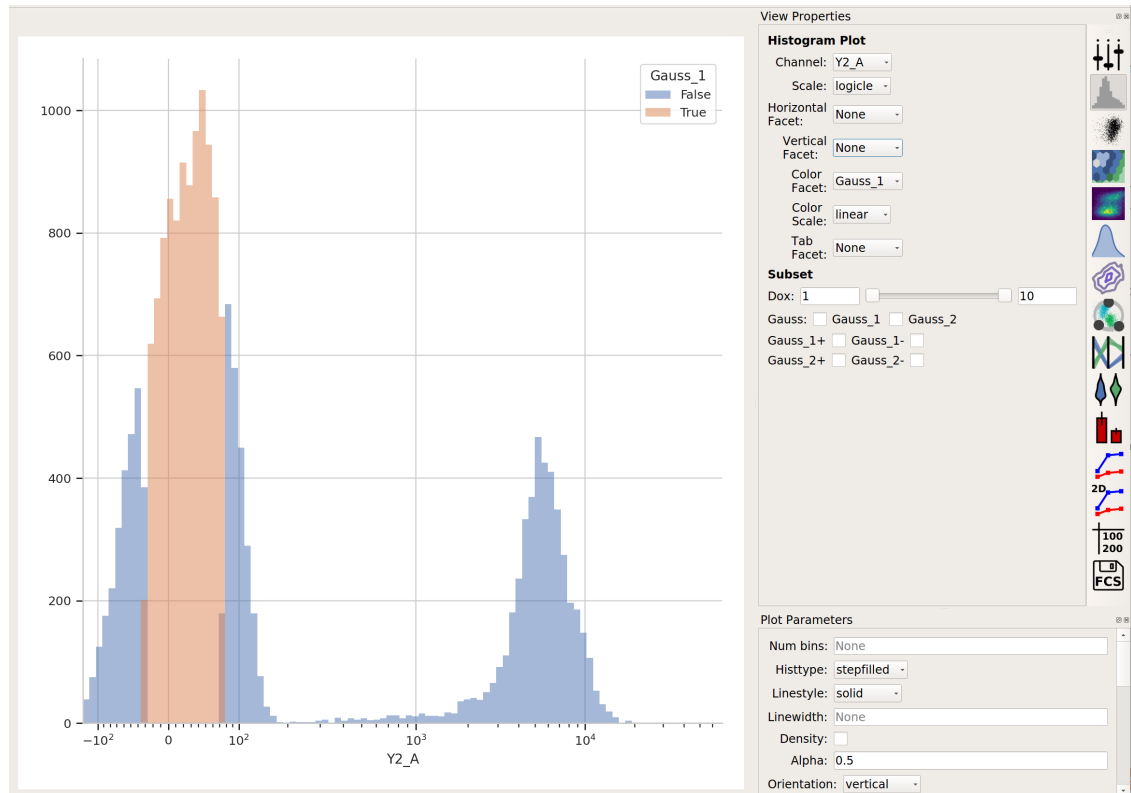 View Properties
Histogram Plot
Channel: Y2_A
Scale: logicle
Horizontal Facet: None
Vertical Facet: None
Color Facet: Gauss_1
Color Scale: linear
Tab Facet: None
Subset
Dox: 1 10
Gauss: Gauss_1 Gauss_2
Gauss_1+ Gauss_1-
Gauss_2+ Gauss_2-
2D
100
200
FCS
Plot Parameters
Num bins: None
Histtype: stepfilled
Linestyle: solid
Linewidth: None
Density:
Alpha: 0.5
Orientation: vertical
Gauss_1
False
True
1000
800
600
400
200
0
−10² 0 10² 10³ 10⁴
Y2_A